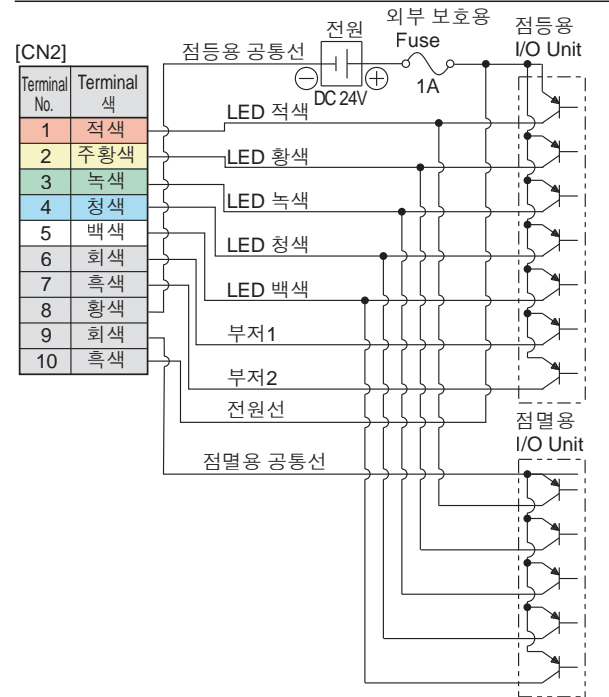 외부 보호용
전원
Fuse
점등용
I/O Unit
[CN2]
점등용 공통선
DC 24V
1A
Terminal No.
Terminal 색
1 적색
2 주황색
3 녹색
4 청색
5 백색
6 회색
7 흑색
8 황색
9 회색
10 흑색
LED 적색
LED 황색
LED 녹색
LED 청색
LED 백색
부저1
부저2
전원선
점멸용 공통선
점멸용
I/O Unit